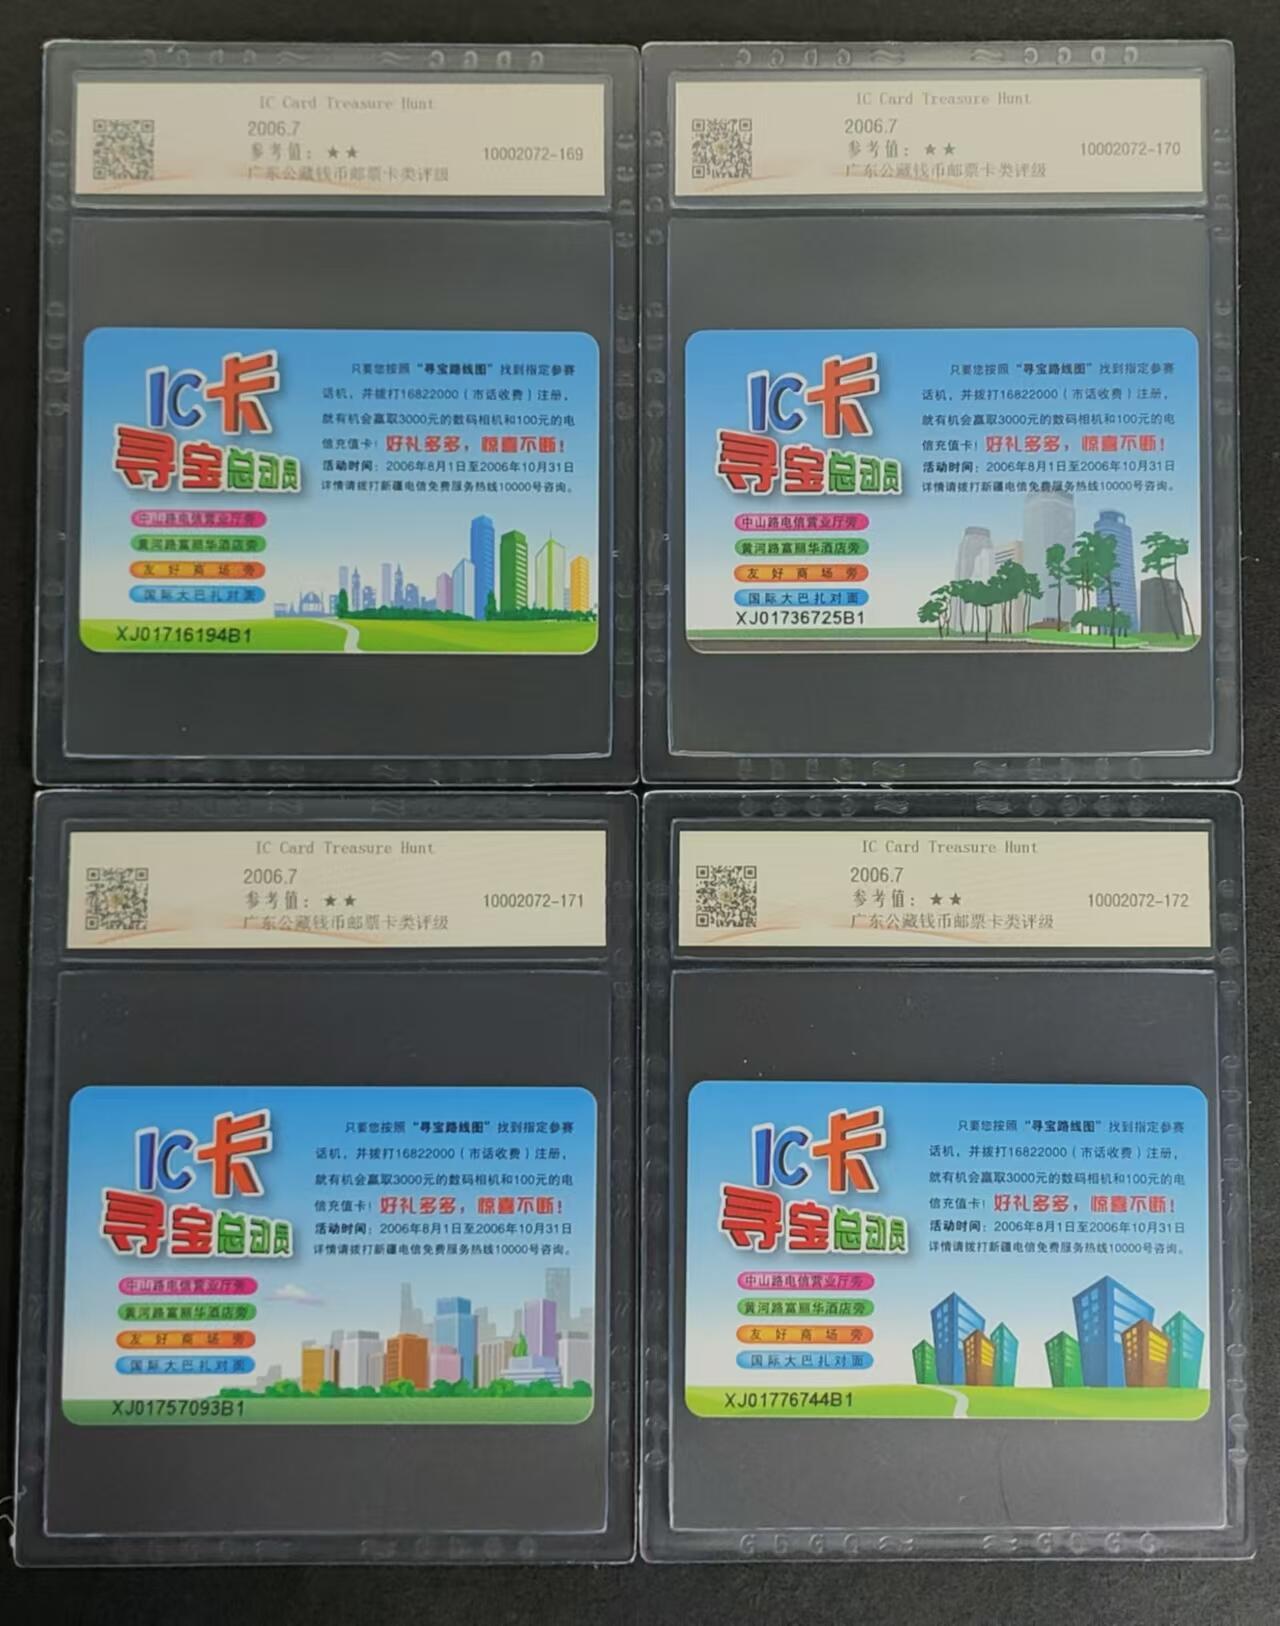 IC Card Treasure Hunt
2006.7
参考值：★★
10002072-169
广东公藏钱币邮票卡类评级
IC卡
寻宝总动员
只要您按照“寻宝路线图”找到指定参赛
话机，并拨打16822000（市话收费）注册，
就有机会赢取3000元的数码相机和100元的电
信充值卡！好礼多多，惊喜不断！
活动时间：2006年8月1日至2006年10月31日
详情请拨打新疆电信免费服务热线10000号咨询。
中山路电信营业厅旁
黄河路富丽华酒店旁
友好商场旁
国际大巴扎对面
XJ01716194B1
IC Card Treasure Hunt
2006.7
参考值：★★
10002072-170
广东公藏钱币邮票卡类评级
IC卡
寻宝总动员
只要您按照“寻宝路线图”找到指定参赛
话机，并拨打16822000（市话收费）注册，
就有机会赢取3000元的数码相机和100元的电
信充值卡！好礼多多，惊喜不断！
活动时间：2006年8月1日至2006年10月31日
详情请拨打新疆电信免费服务热线10000号咨询。
中山路电信营业厅旁
黄河路富丽华酒店旁
友好商场旁
国际大巴扎对面
XJ01736725B1
IC Card Treasure Hunt
2006.7
参考值：★★
10002072-171
广东公藏钱币邮票卡类评级
IC卡
寻宝总动员
只要您按照“寻宝路线图”找到指定参赛
话机，并拨打16822000（市话收费）注册，
就有机会赢取3000元的数码相机和100元的电
信充值卡！好礼多多，惊喜不断！
活动时间：2006年8月1日至2006年10月31日
详情请拨打新疆电信免费服务热线10000号咨询。
中山路电信营业厅旁
黄河路富丽华酒店旁
友好商场旁
国际大巴扎对面
XJ01757093B1
IC Card Treasure Hunt
2006.7
参考值：★★
10002072-172
广东公藏钱币邮票卡类评级
IC卡
寻宝总动员
只要您按照“寻宝路线图”找到指定参赛
话机，并拨打16822000（市话收费）注册，
就有机会赢取3000元的数码相机和100元的电
信充值卡！好礼多多，惊喜不断！
活动时间：2006年8月1日至2006年10月31日
详情请拨打新疆电信免费服务热线10000号咨询。
中山路电信营业厅旁
黄河路富丽华酒店旁
友好商场旁
国际大巴扎对面
XJ01776744B1